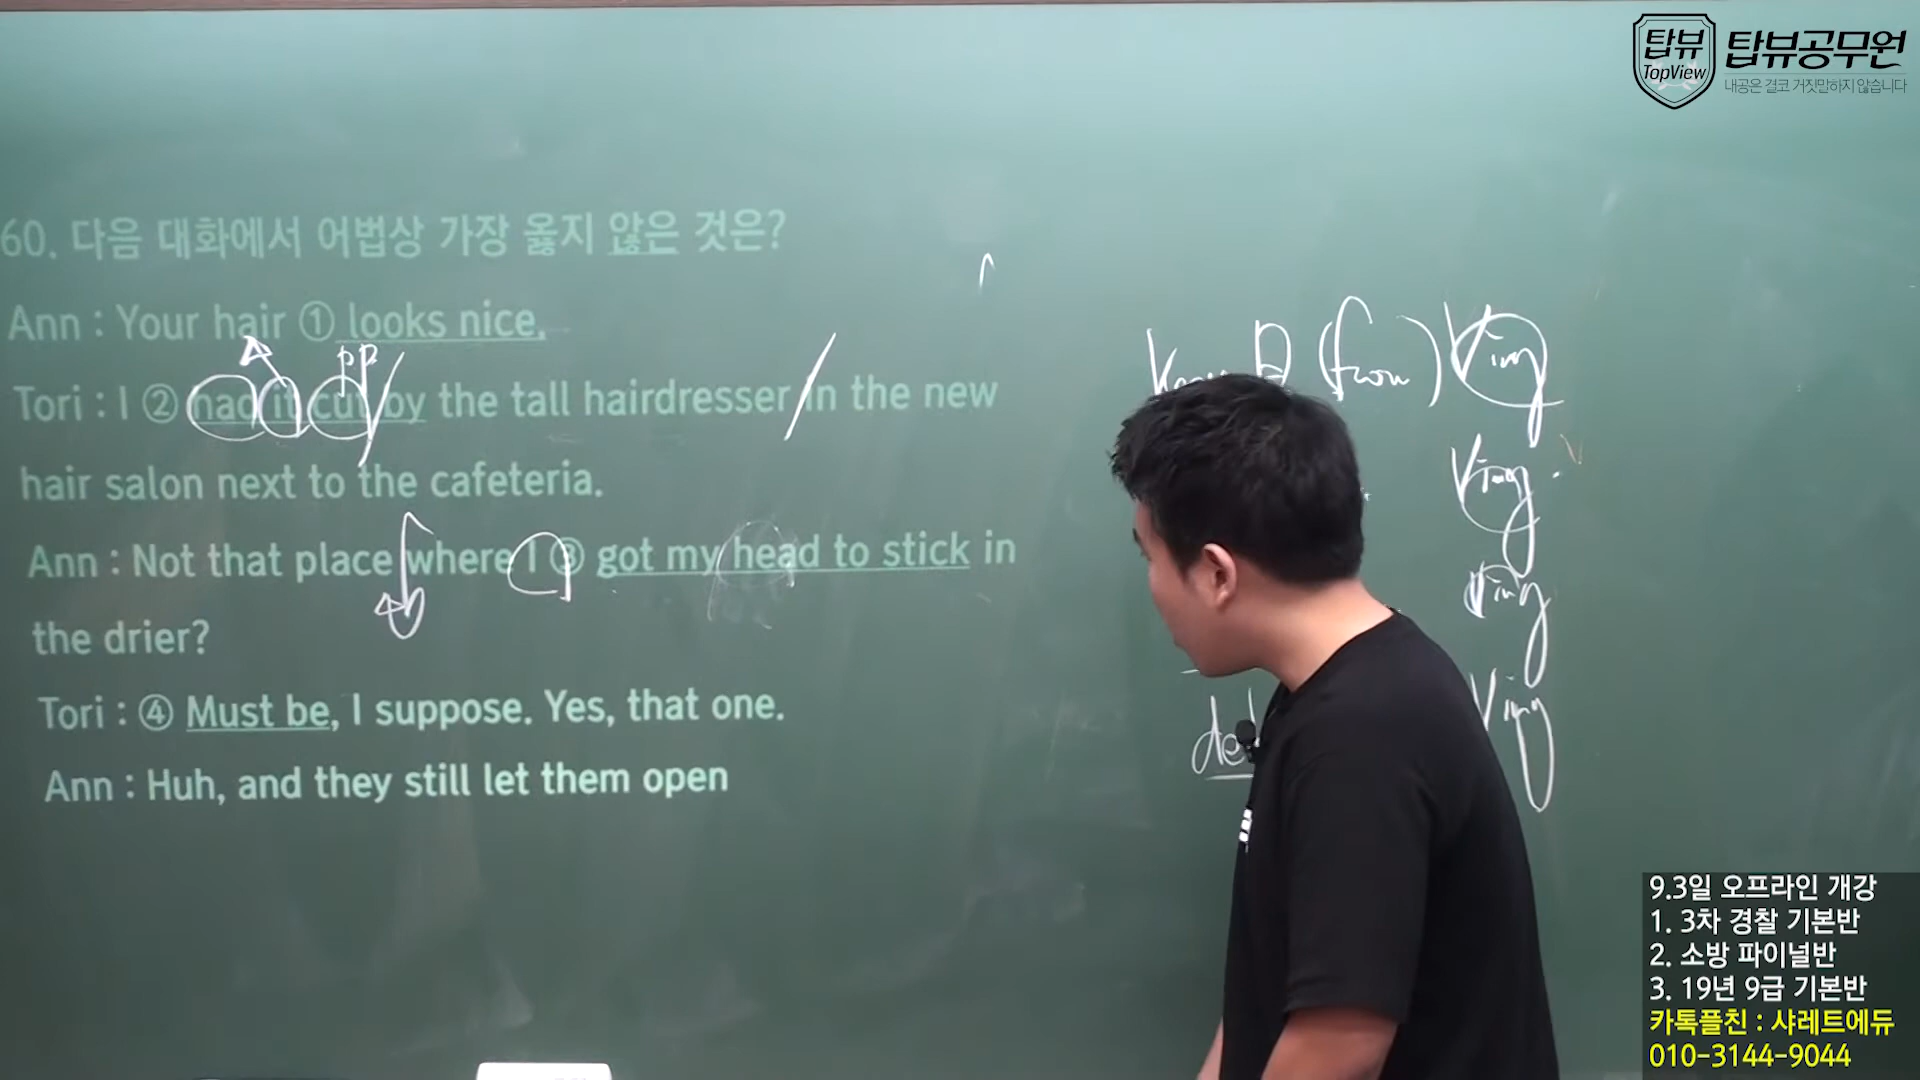 탑뷰
TopView
탑뷰공무원
내공은 결코 거짓말하지 않습니다
60. 다음 대화에서 어법상 가장 옳지 않은 것은?
Ann : Your hair ① looks nice.
pp
Tori : I ② had it cut by the tall hairdresser in the new
hair salon next to the cafeteria.
Ann : Not that place where I ③ got my head to stick in
the drier?
Tori : ④ Must be, I suppose. Yes, that one.
Ann : Huh, and they still let them open
(from) Ving
Ving
Ving
Ving
9.3일 오프라인 개강
1. 3차 경찰 기본반
2. 소방 파이널반
3. 19년 9급 기본반
카톡플친 : 샤레트에듀
010-3144-9044